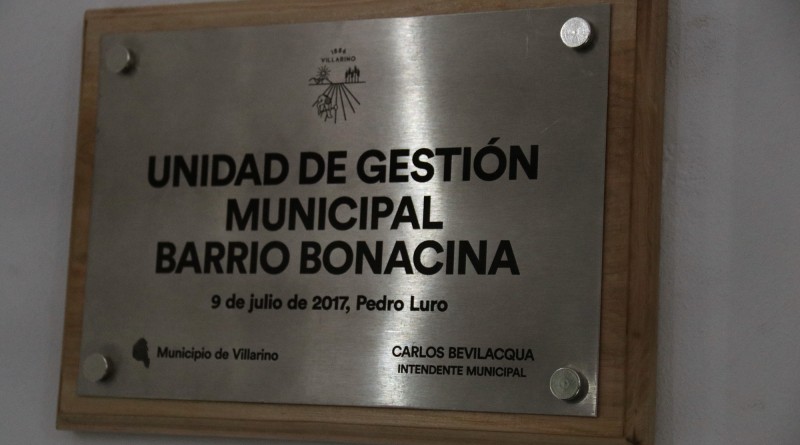 1886
VILLARINO
UNIDAD DE GESTIÓN
MUNICIPAL
BARRIO BONACINA
9 de julio de 2017, Pedro Luro
Municipio de Villarino
CARLOS BEVILACQUA
INTENDENTE MUNICIPAL